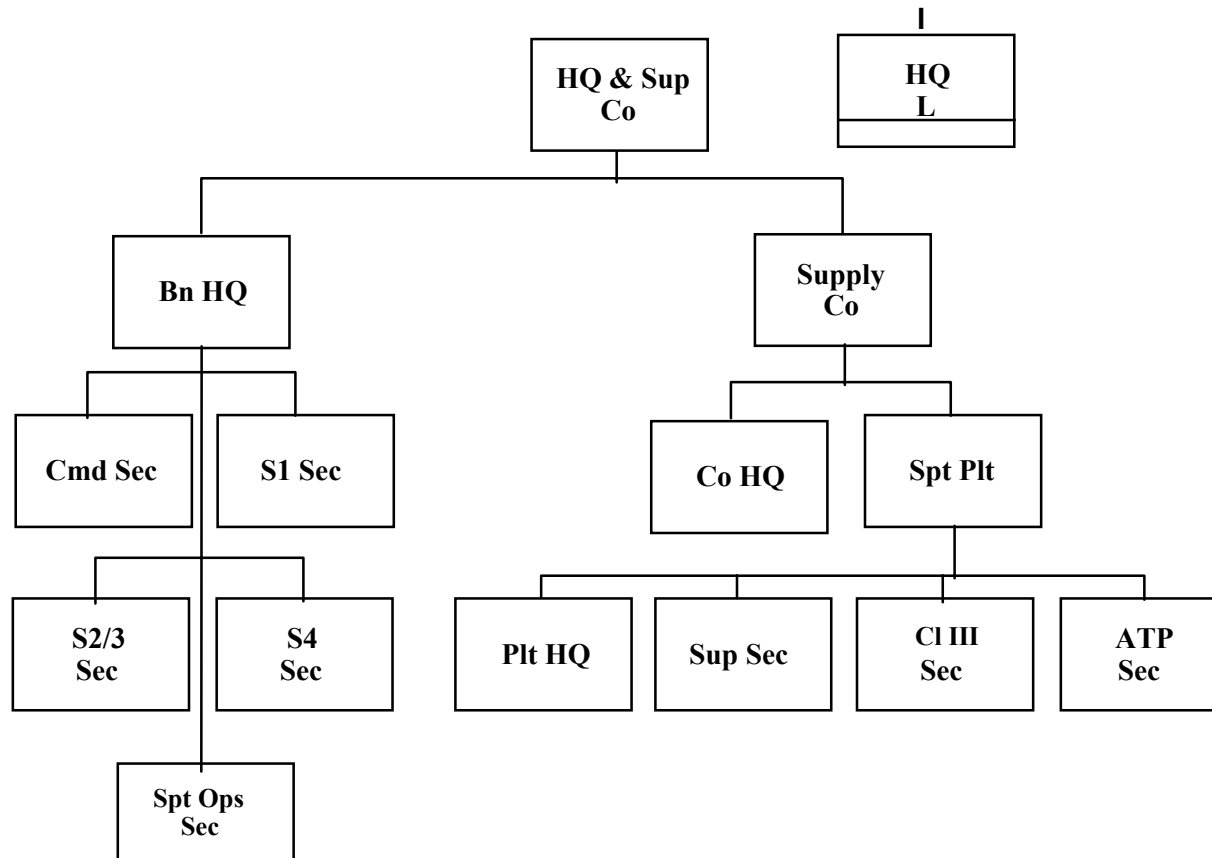 I
HQ & Sup
Co
HQ
L
Bn HQ
Supply
Co
Cmd Sec
S1 Sec
Co HQ
Spt Plt
S2/3
Sec
S4
Sec
Plt HQ
Sup Sec
Cl III
Sec
ATP
Sec
Spt Ops
Sec